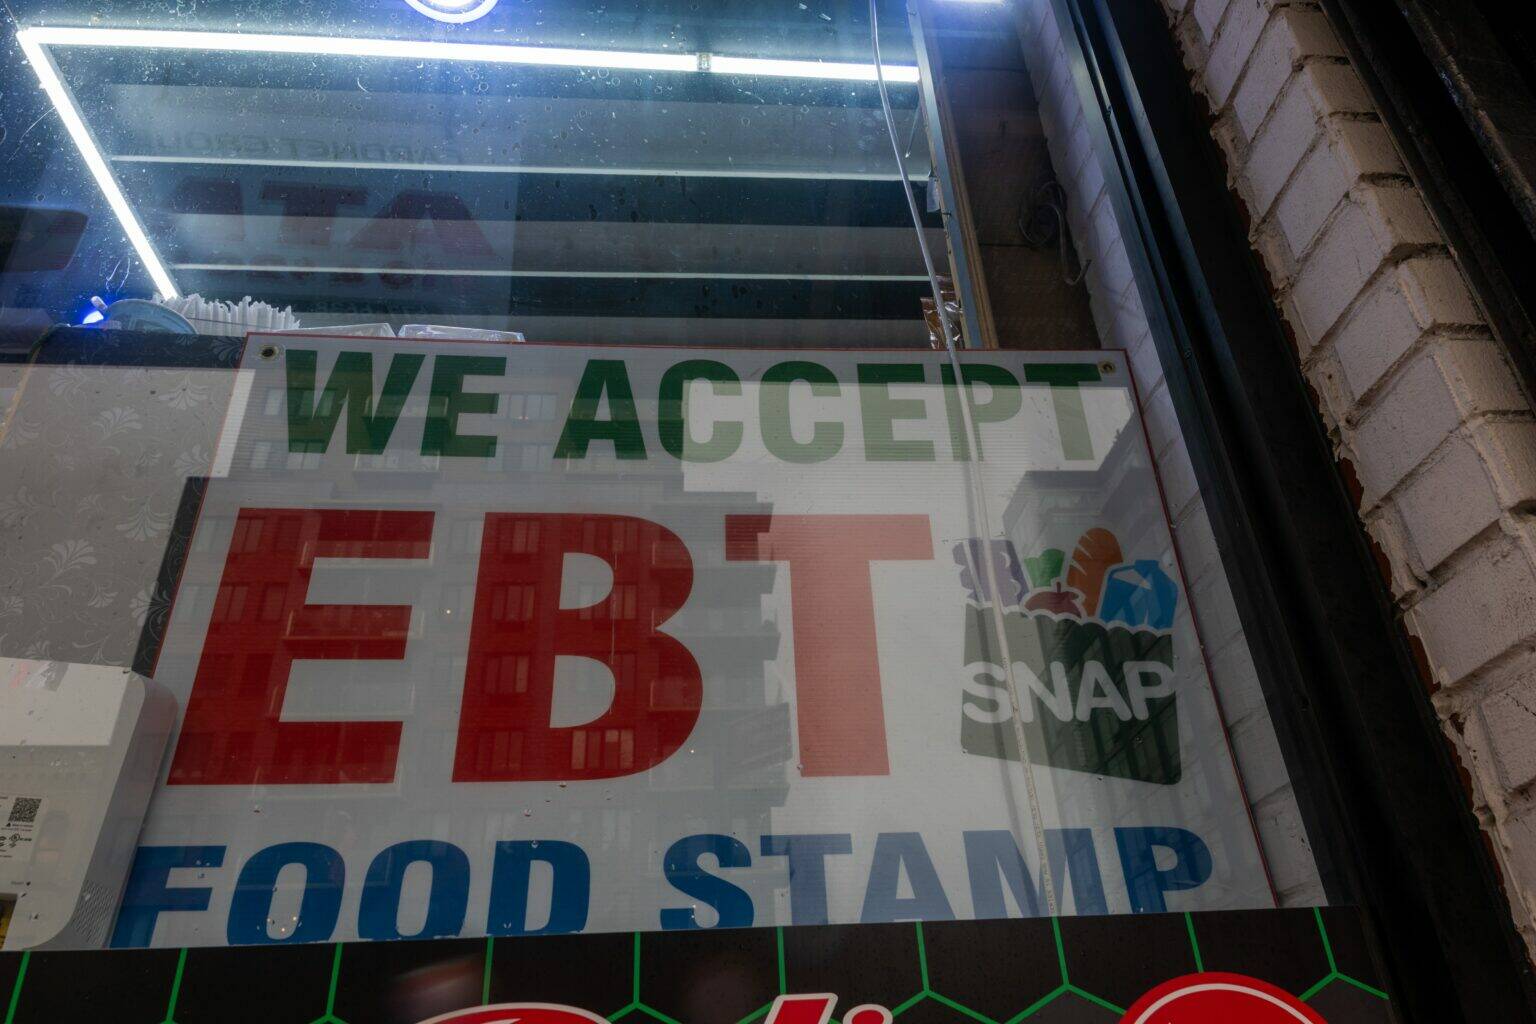 WE ACCEPT
EBT
SNAP
FOOD STAMP